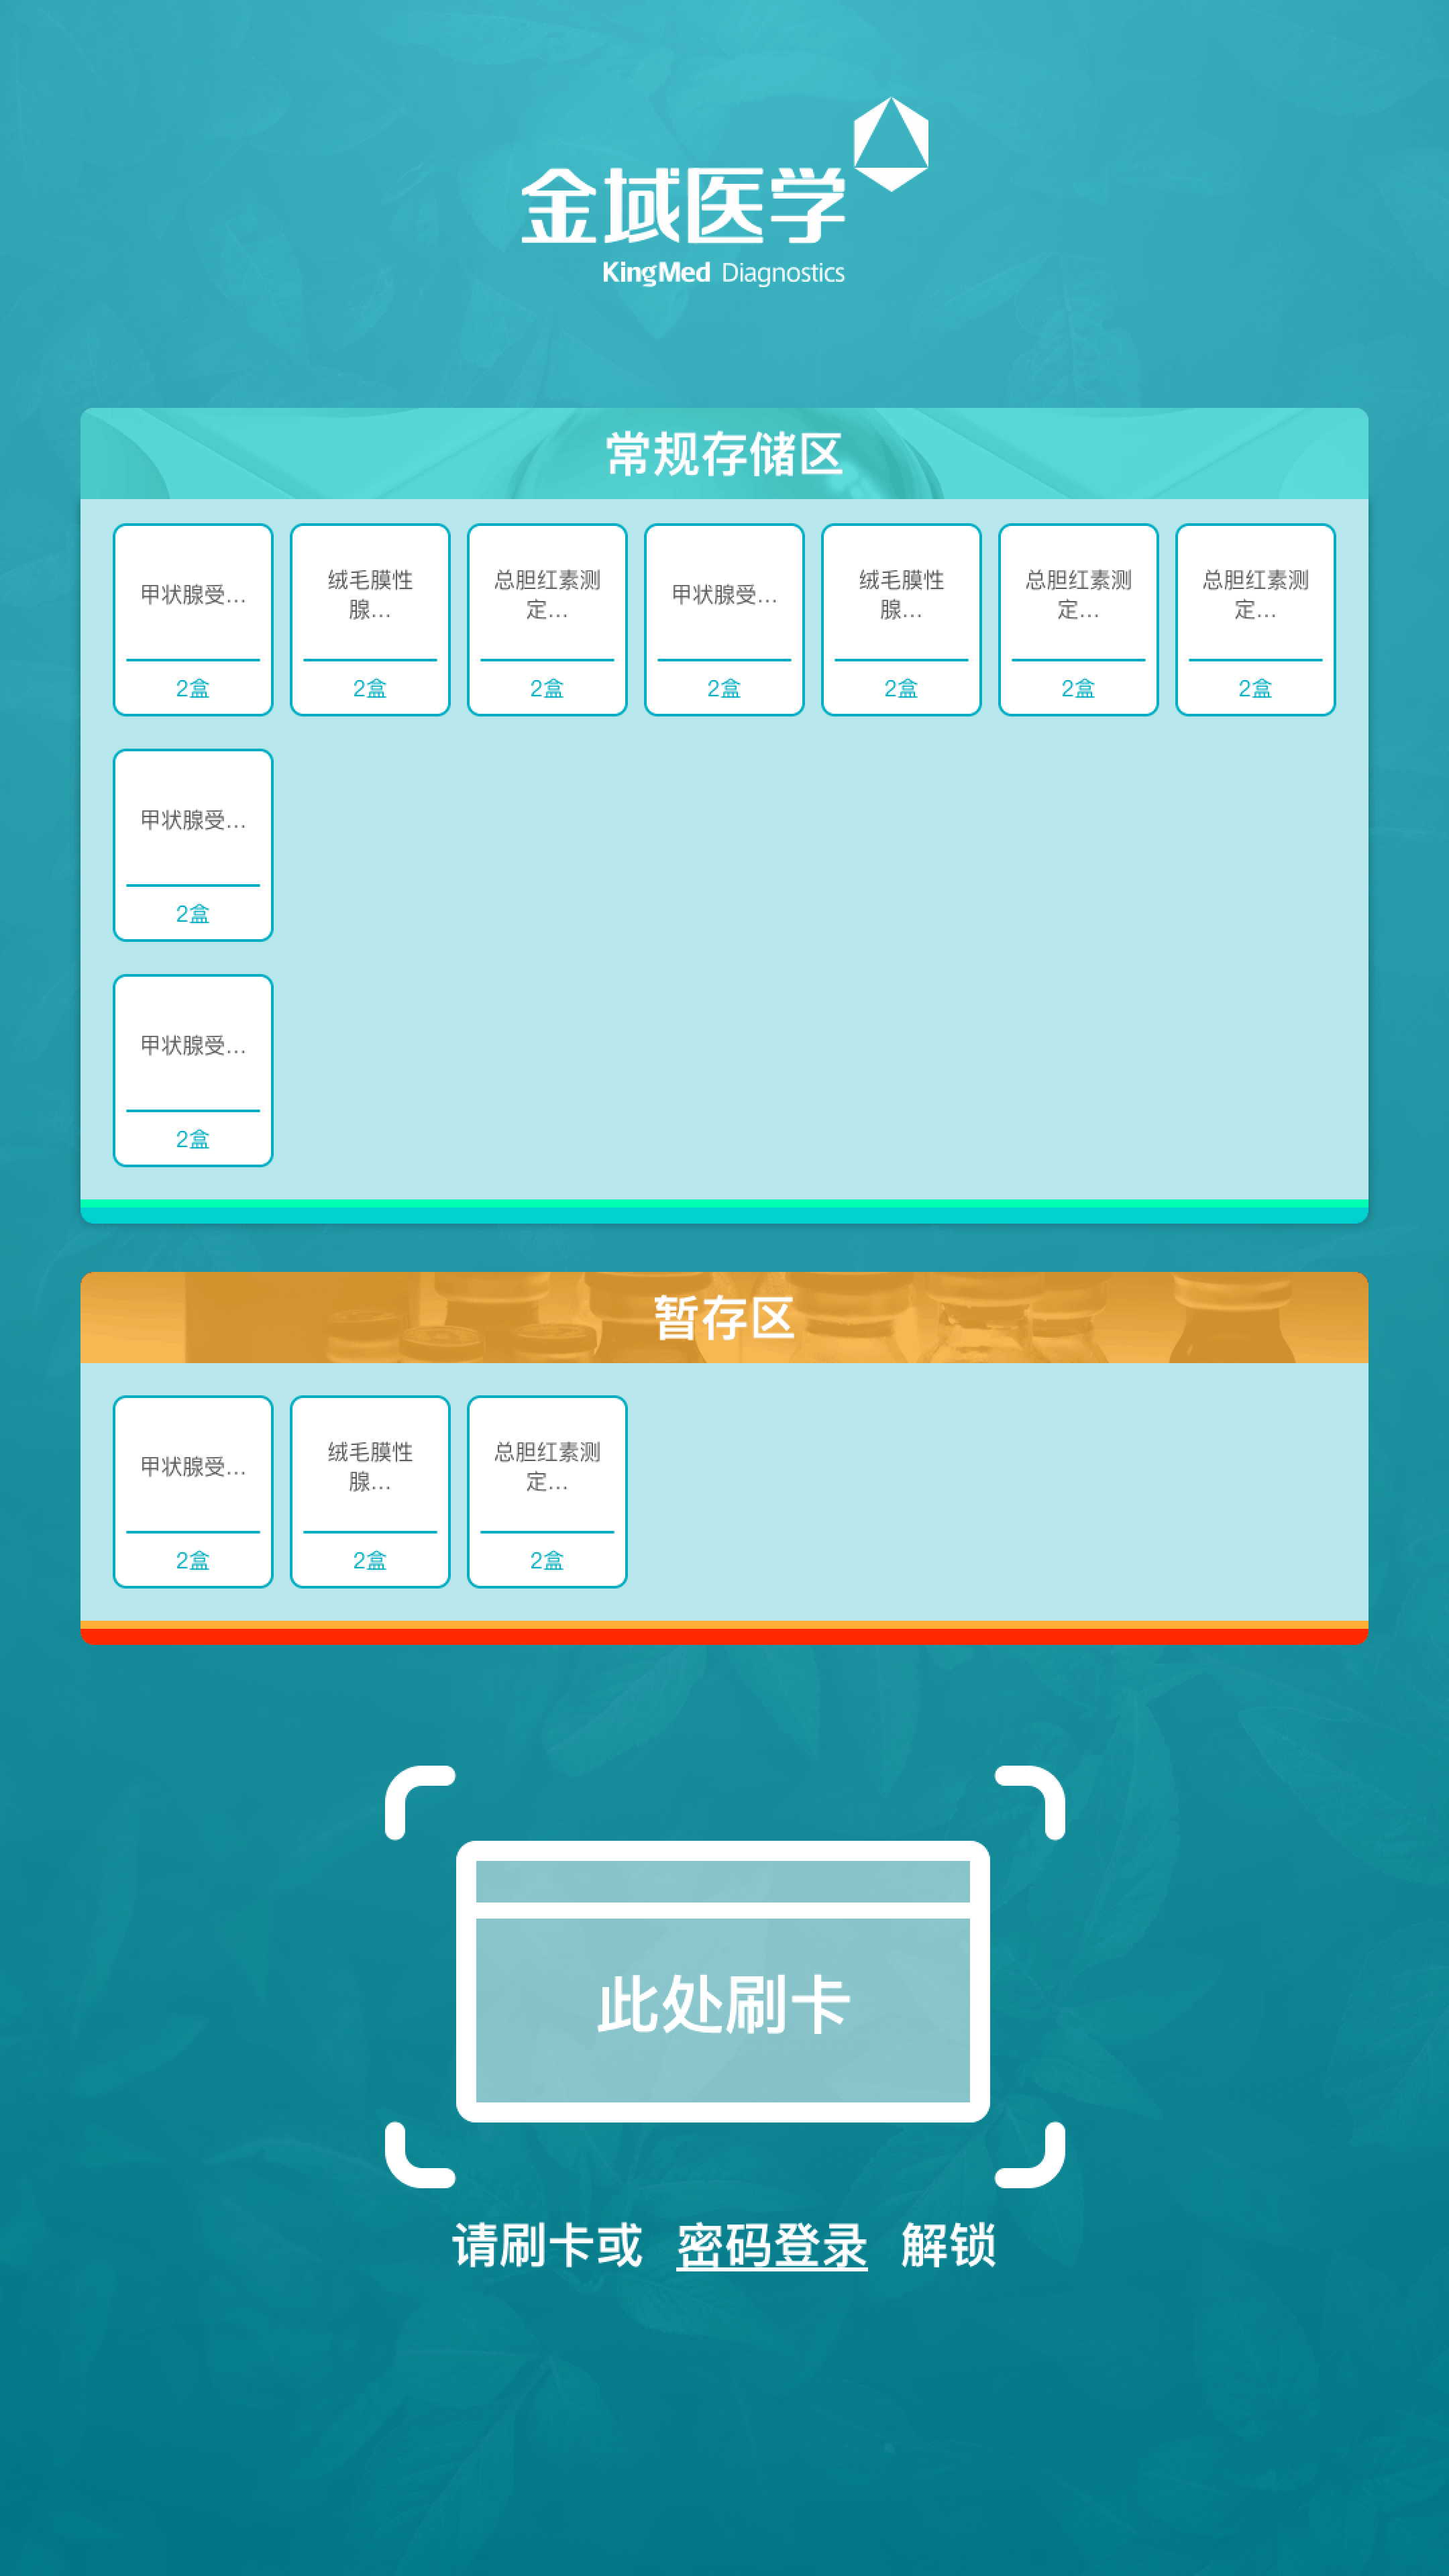 金域医学
KingMed Diagnostics
常规存储区
甲状腺受...
2盒
绒毛膜性
腺...
2盒
总胆红素测
定...
2盒
甲状腺受...
2盒
绒毛膜性
腺...
2盒
总胆红素测
定...
2盒
总胆红素测
定...
2盒
甲状腺受...
2盒
甲状腺受...
2盒
暂存区
甲状腺受...
2盒
绒毛膜性
腺...
2盒
总胆红素测
定...
2盒
此处刷卡
请刷卡或 密码登录 解锁